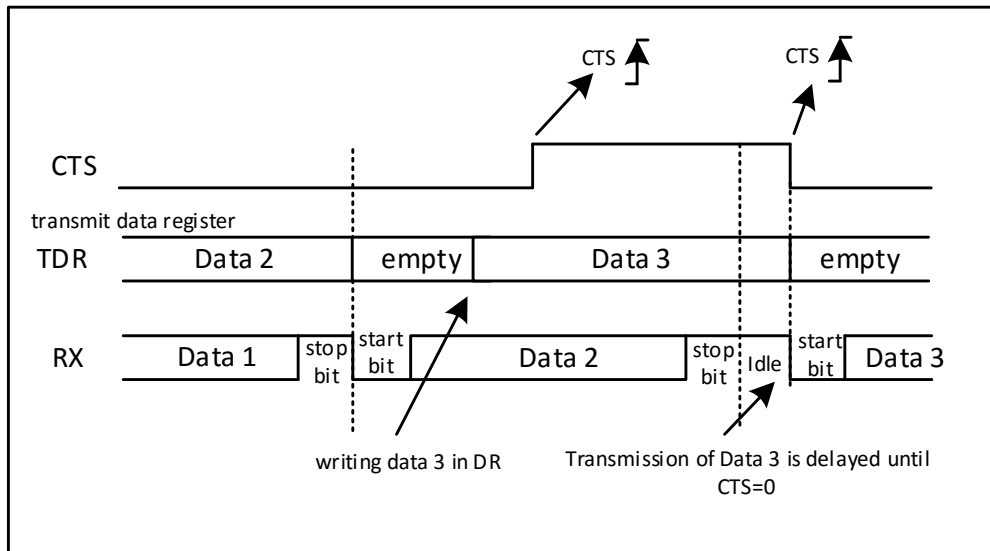 CTS CTS
CTS
transmit data register
TDR Data 2 empty Data 3 empty
RX Data 1 stop bit start bit Data 2 stop bit Idle start bit Data 3
writing data 3 in DR
Transmission of Data 3 is delayed until
CTS=0